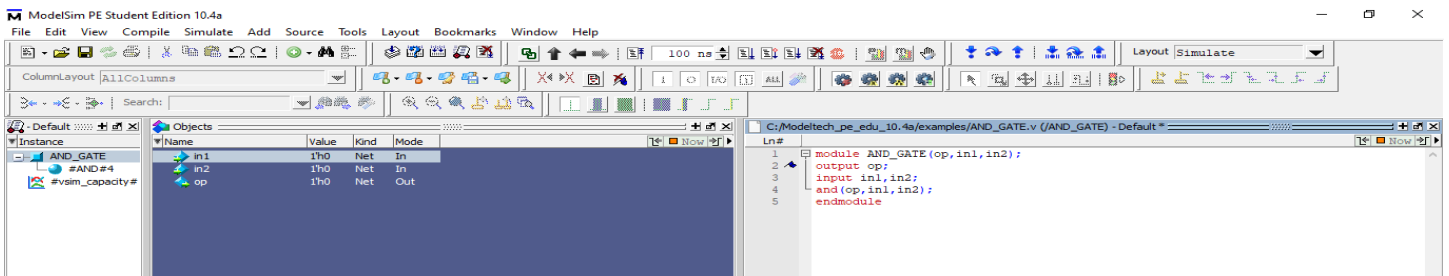 ModelSim PE Student Edition 10.4a
File Edit View Compile Simulate Add Source Tools Layout Bookmarks Window Help
100 ns Layout Simulate
ColumnLayout AllColumns
Search:
- Default Objects C:/Modeltech_pe_edu_10.4a/examples/AND_GATE.v (/AND_GATE) - Default *
Instance Name Value Kind Mode Now Ln# Now
AND_GATE in1 1'h0 Net In 1 module AND_GATE(op,in1,in2);
#AND#4 in2 1'h0 Net In 2 output op;
#vsim_capacity# op 1'h0 Net Out 3 input in1,in2;
4 and(op,in1,in2);
5 endmodule